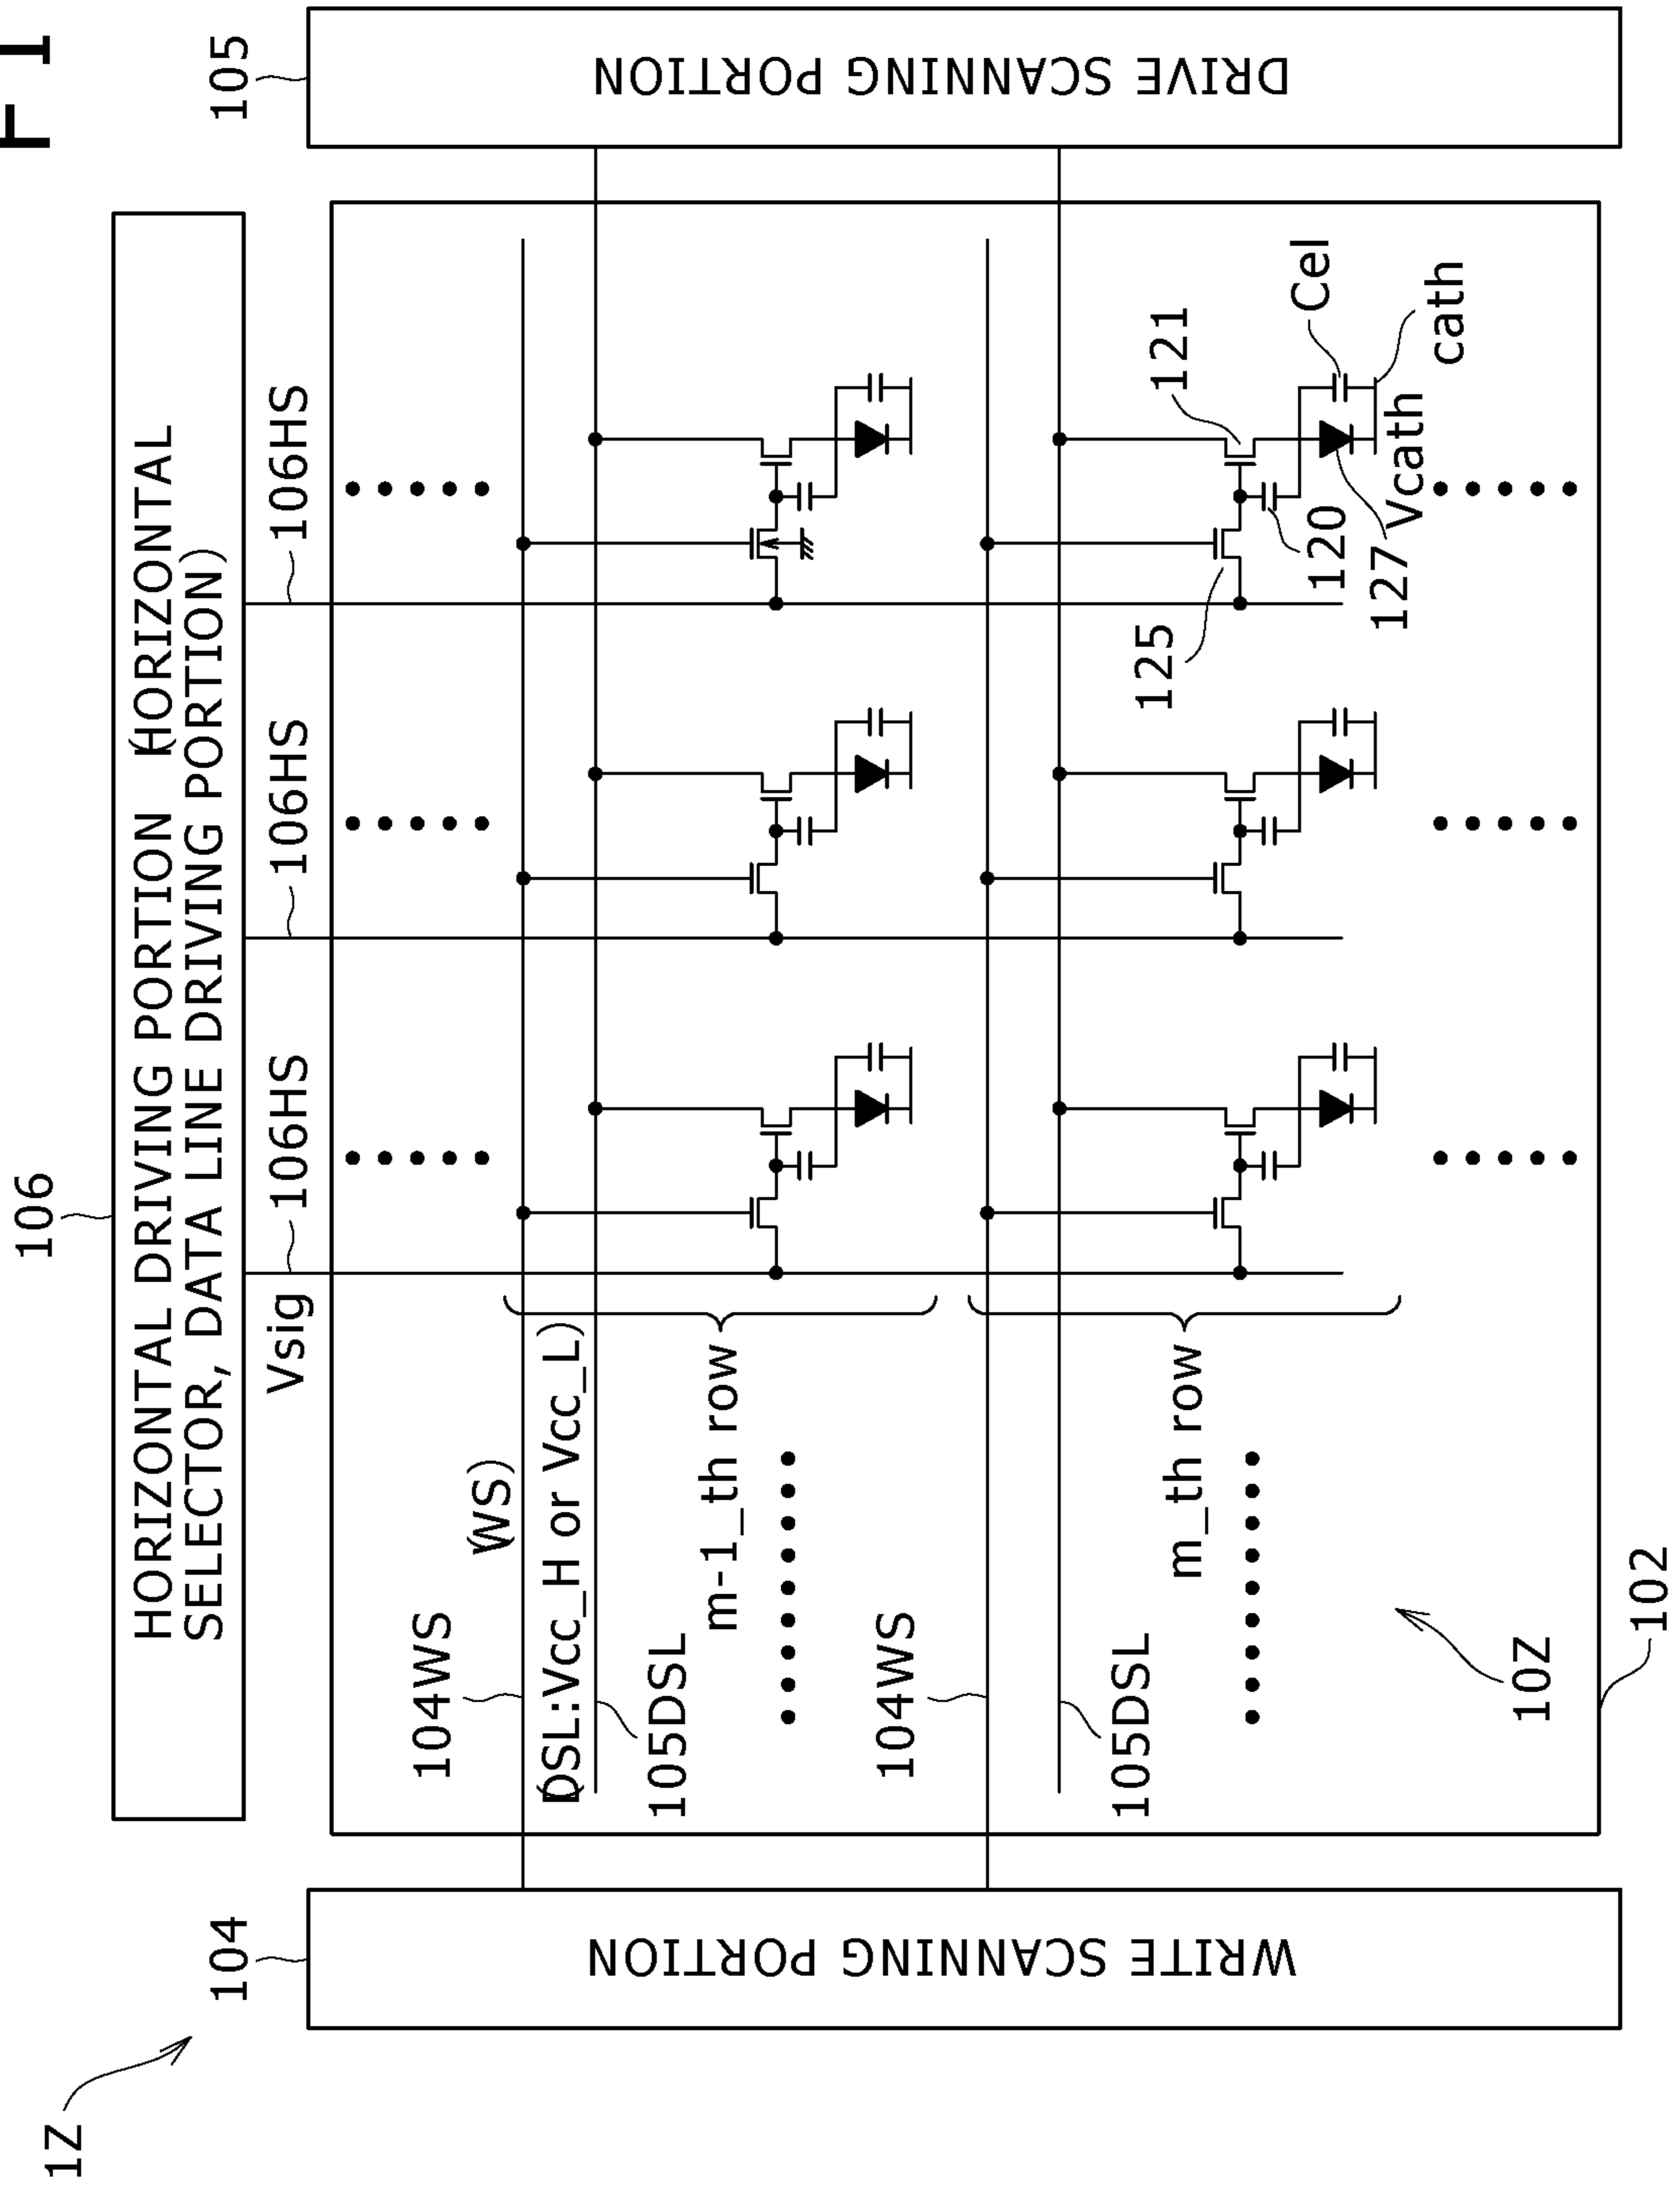 F I
106
1Z
104
HORIZONTAL DRIVING PORTION (HORIZONTAL
SELECTOR, DATA LINE DRIVING PORTION)
105
Vsig
106HS
106HS
106HS
WRITE SCANNING PORTION
DRIVE SCANNING PORTION
104WS
(WS)
(DSL:Vcc_H or Vcc_L)
105DSL
m-1_th row
104WS
105DSL
m_th row
125
121
120
127
Cel
Vcath
cath
10Z
102